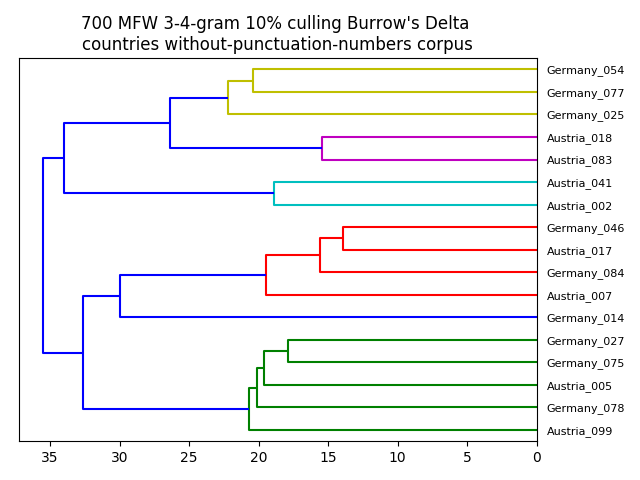 700 MFW 3-4-gram 10% culling Burrow's Delta
countries without-punctuation-numbers corpus
Germany_054
Germany_077
Germany_025
Austria_018
Austria_083
Austria_041
Austria_002
Germany_046
Austria_017
Germany_084
Austria_007
Germany_014
Germany_027
Germany_075
Austria_005
Germany_078
Austria_099
35 30 25 20 15 10 5 0